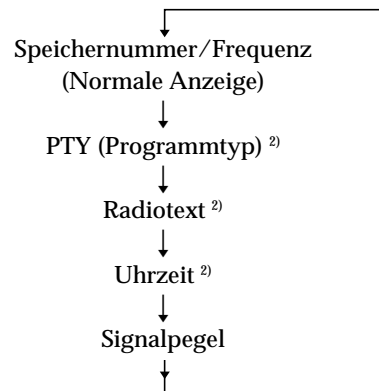 Speichernummer/Frequenz
(Normale Anzeige)
PTY (Programmtyp) 2)
Radiotext 2)
Uhrzeit 2)
Signalpegel